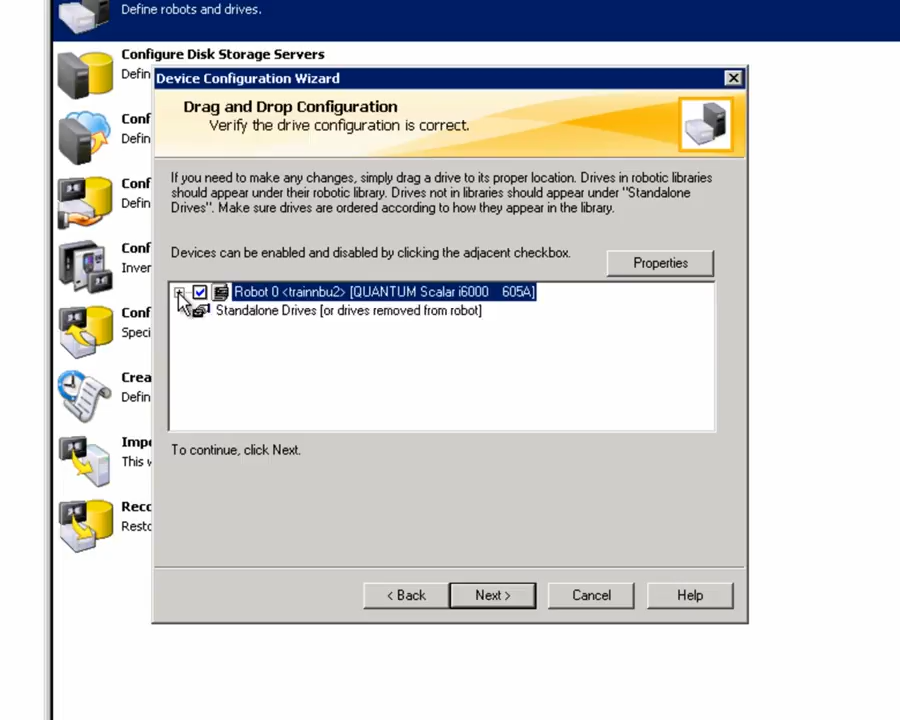 Define robots and drives.
Configure Disk Storage Servers
Defin
Device Configuration Wizard
Drag and Drop Configuration
Verify the drive configuration is correct.
Conf
Defin
If you need to make any changes, simply drag a drive to its proper location. Drives in robotic libraries
should appear under their robotic library. Drives not in libraries should appear under "Standalone
Drives". Make sure drives are ordered according to how they appear in the library.
Conf
Defin
Devices can be enabled and disabled by clicking the adjacent checkbox.
Properties
Conf
Inver
Robot 0 <trainnbu2> [QUANTUM Scalar i6000 605A]
Standalone Drives [or drives removed from robot]
Conf
Speci
Crea
Defin
Impo
This v
To continue, click Next.
Reco
Resto
< Back
Next >
Cancel
Help